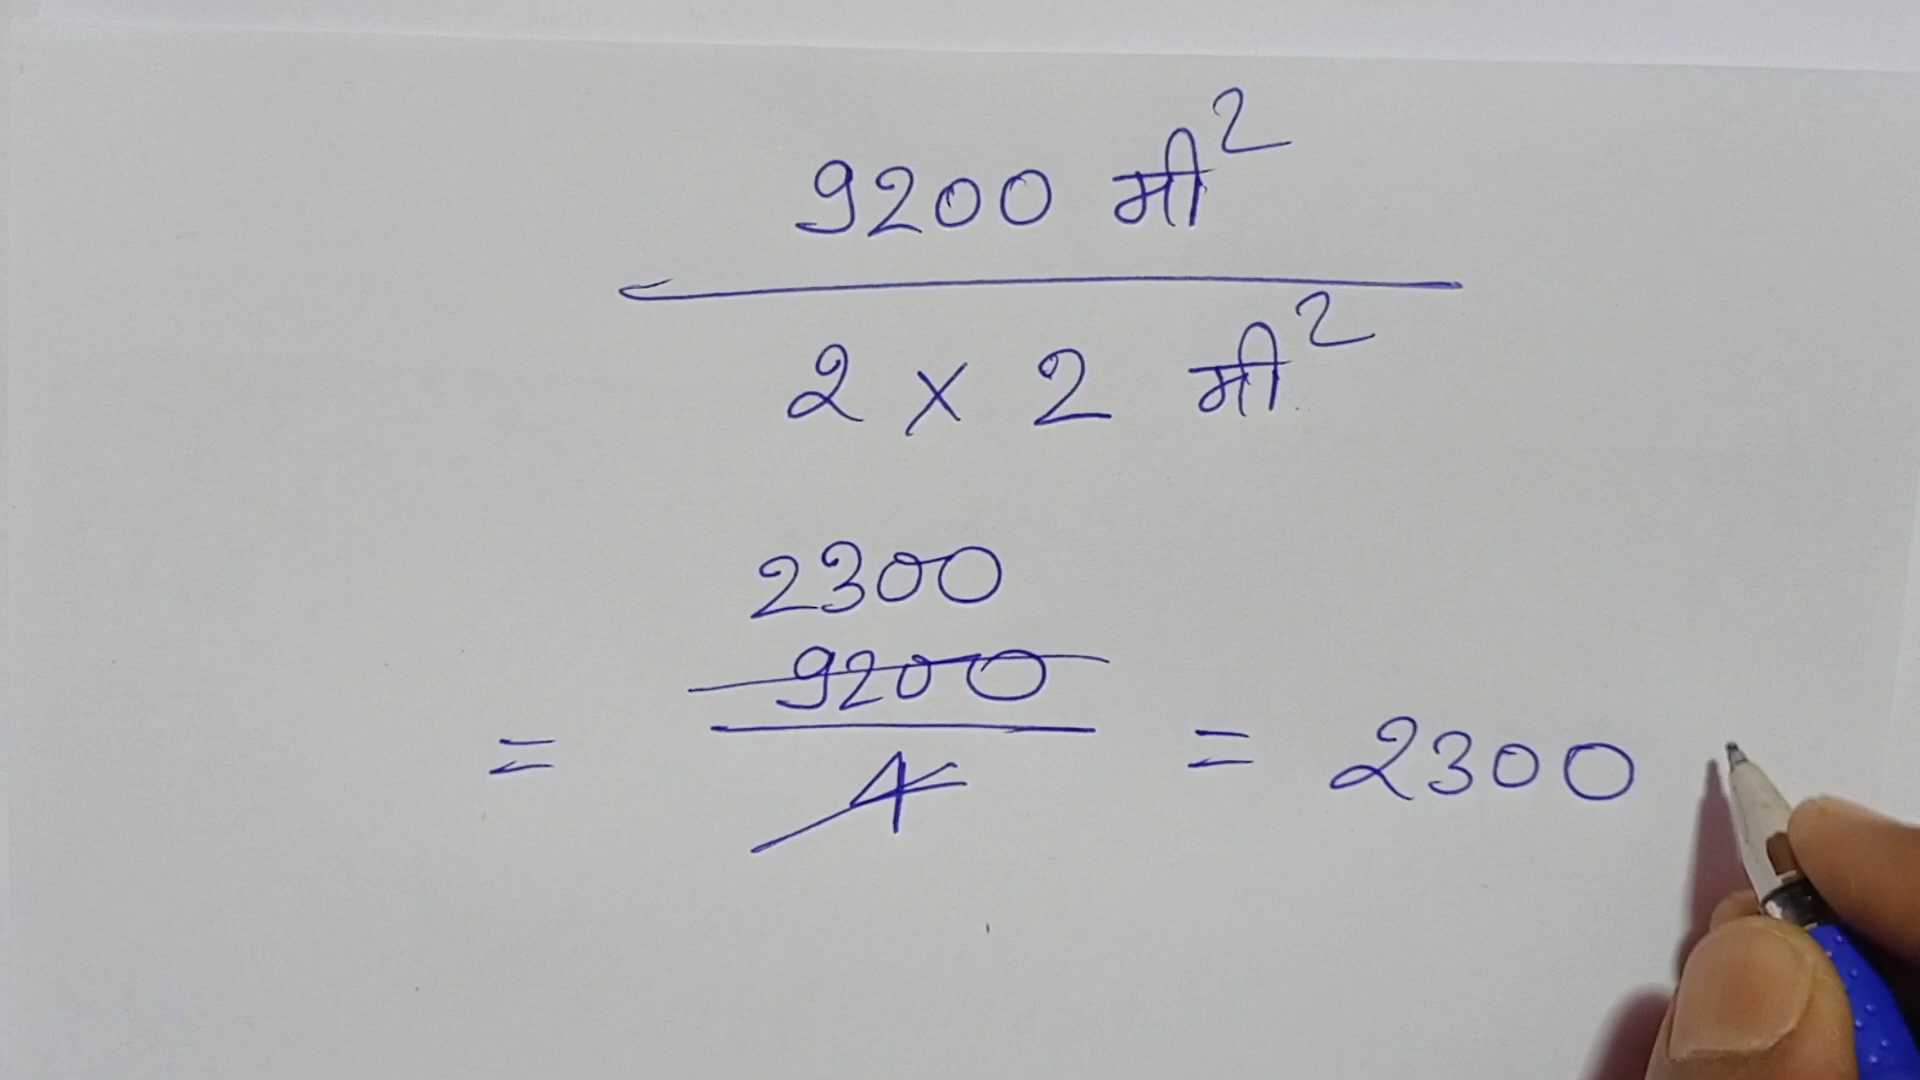 9200 मी²
2 × 2 मी²
2300
= 9200/4 = 2300